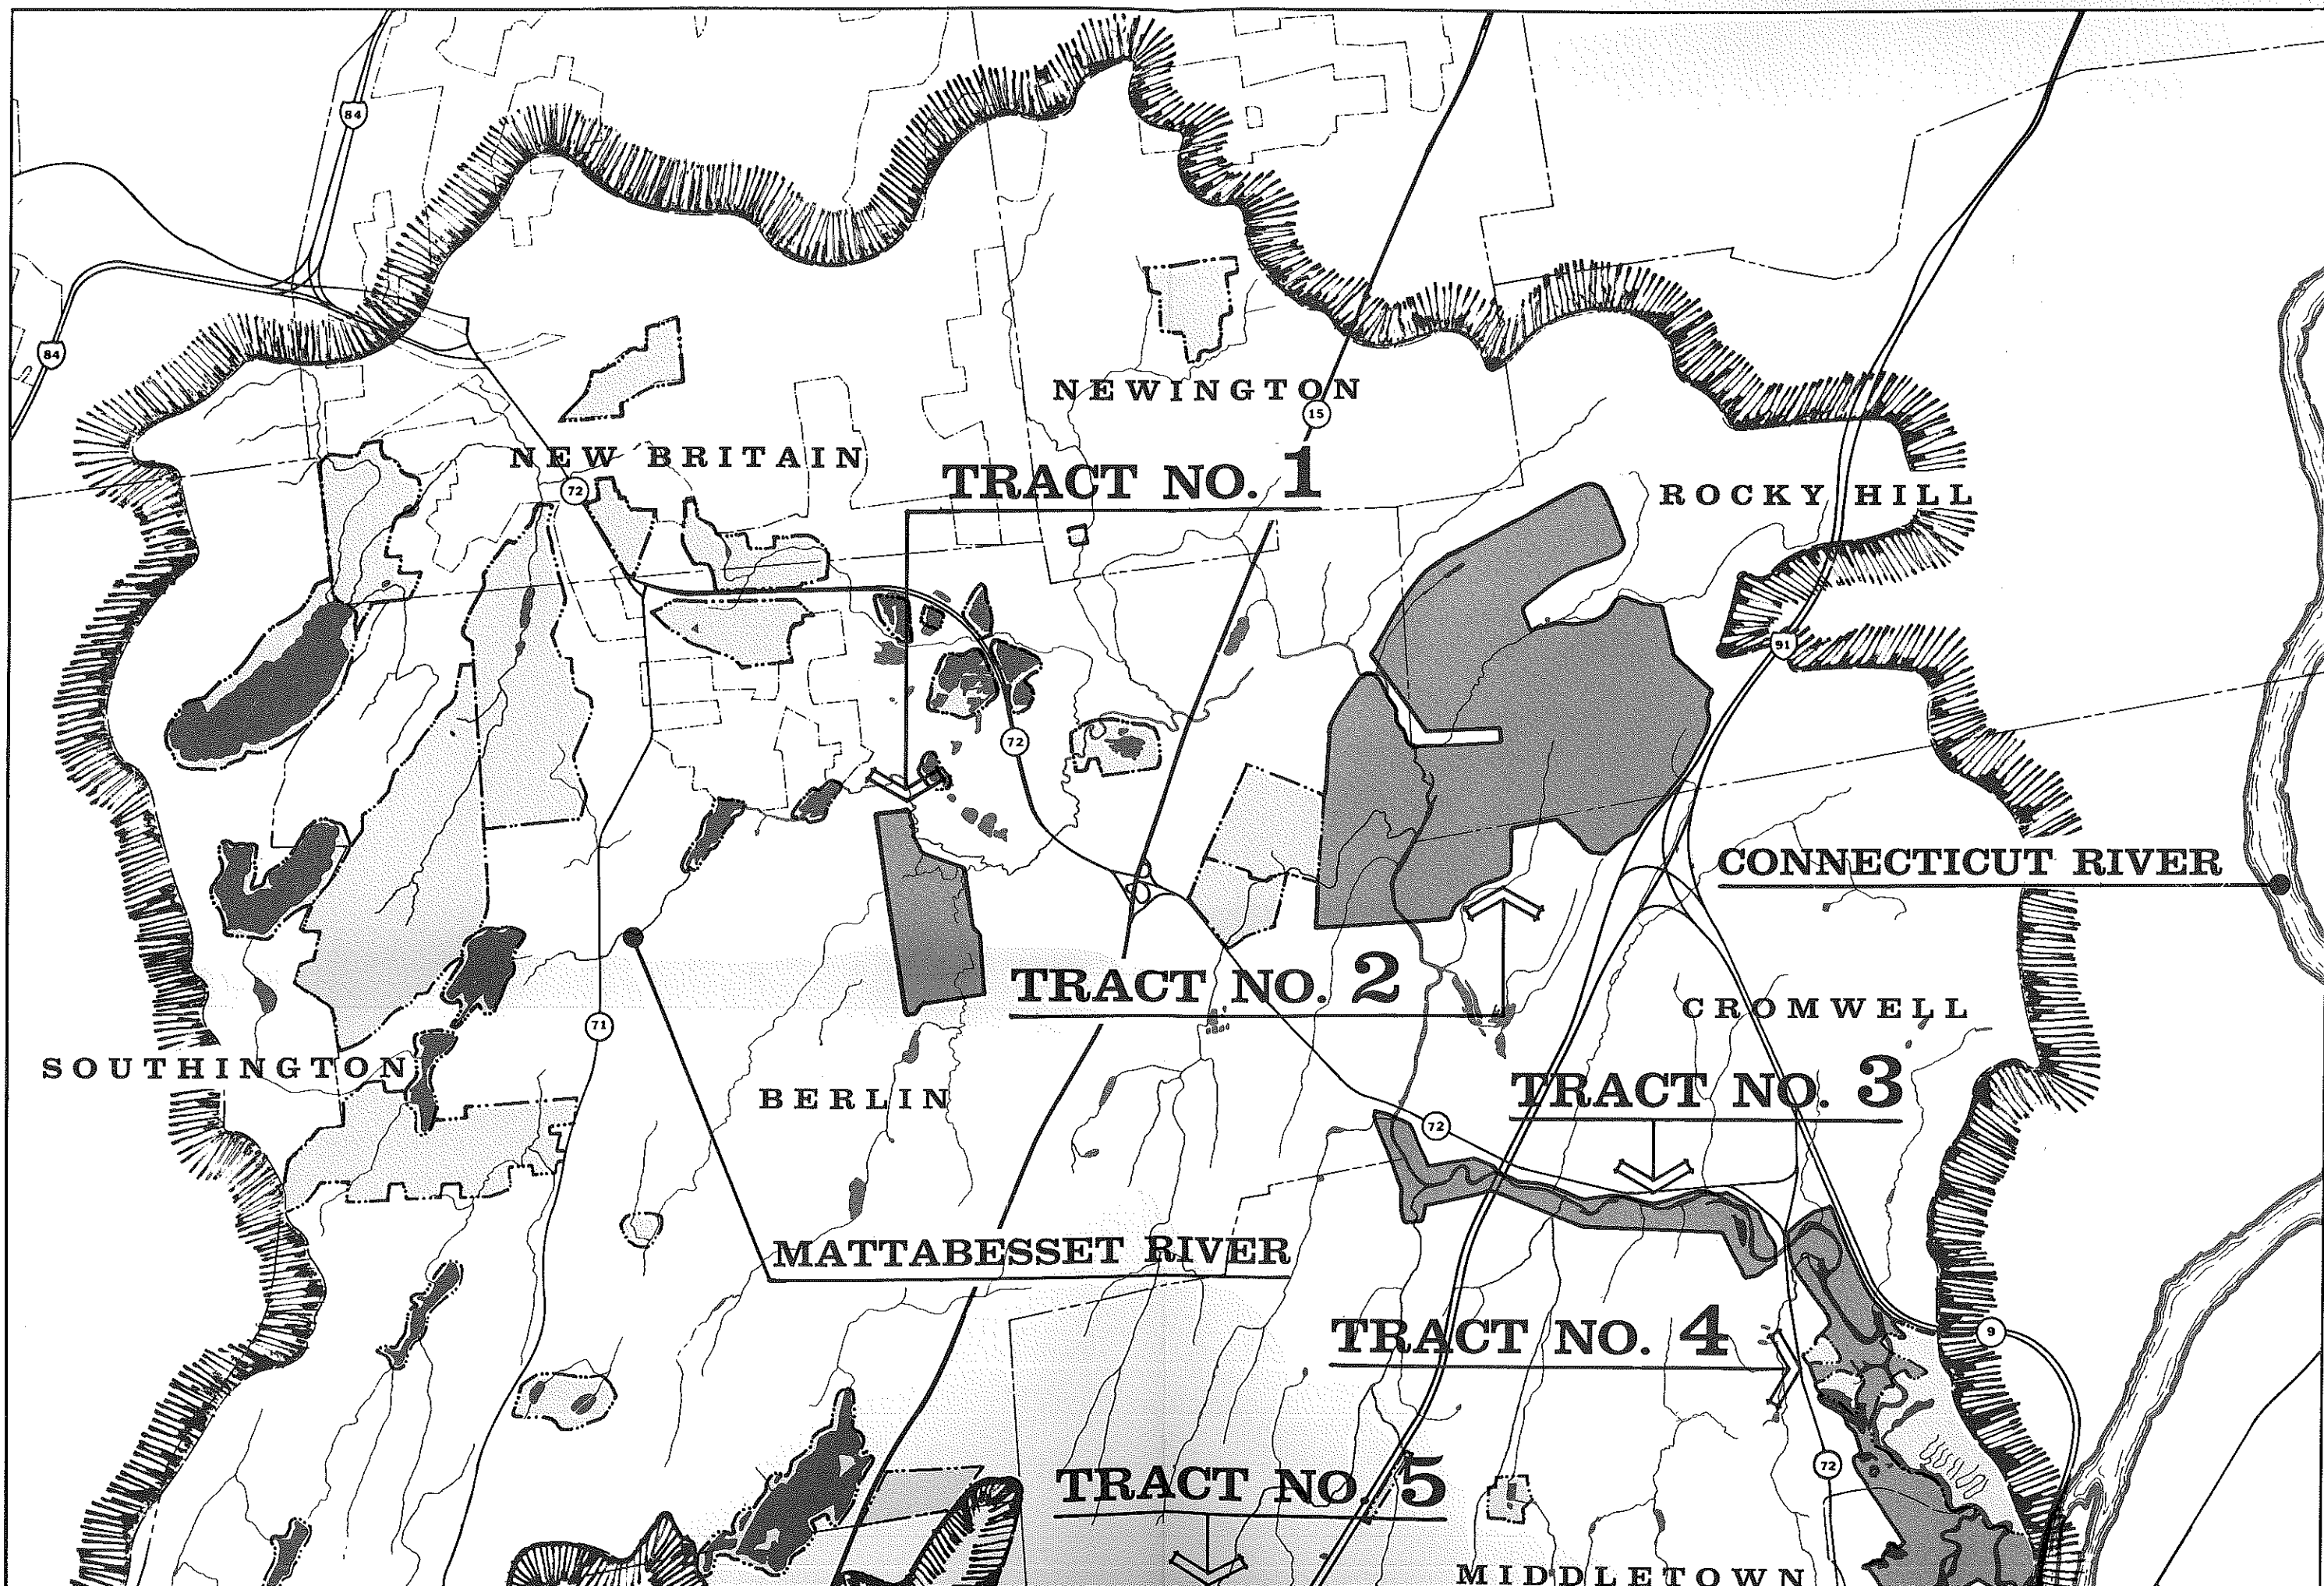 84
84
NEWINGTON
15
NEW BRITAIN
TRACT NO. 1
72
ROCKY HILL
91
72
CONNECTICUT RIVER
TRACT NO. 2
CROMWELL
71
SOUTHINGTON
BERLIN
TRACT NO. 3
72
MATTABESSET RIVER
TRACT NO. 4
9
72
TRACT NO. 5
MIDDLETOWN